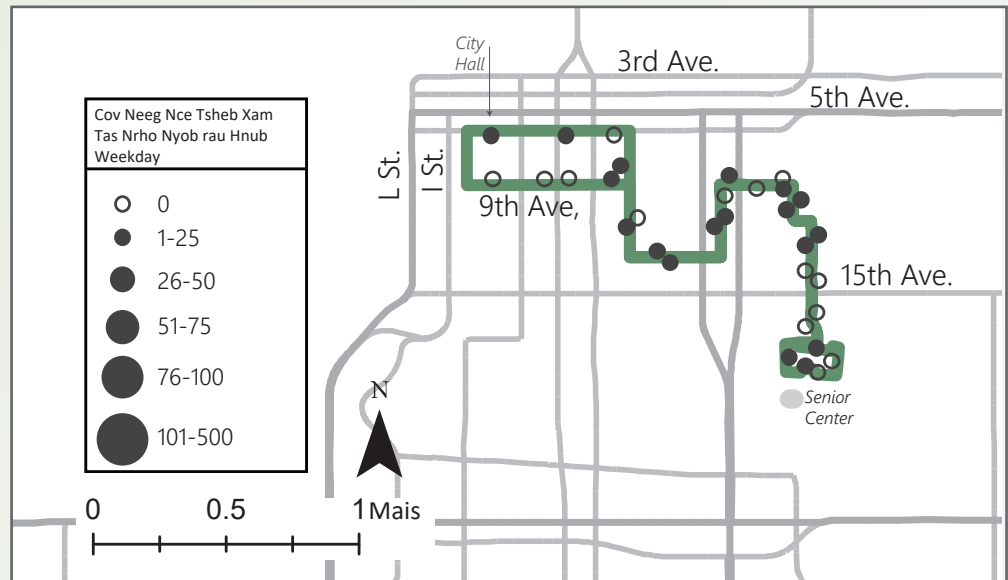 City
Hall
3rd Ave.
5th Ave.
Cov Neeg Nce Tsheb Xam
Tas Nrho Nyob rau Hnub
Weekday
0
1-25
26-50
51-75
76-100
101-500
L St.
I St.
9th Ave,
15th Ave.
Senior
Center
N
0 0.5 1 Mais